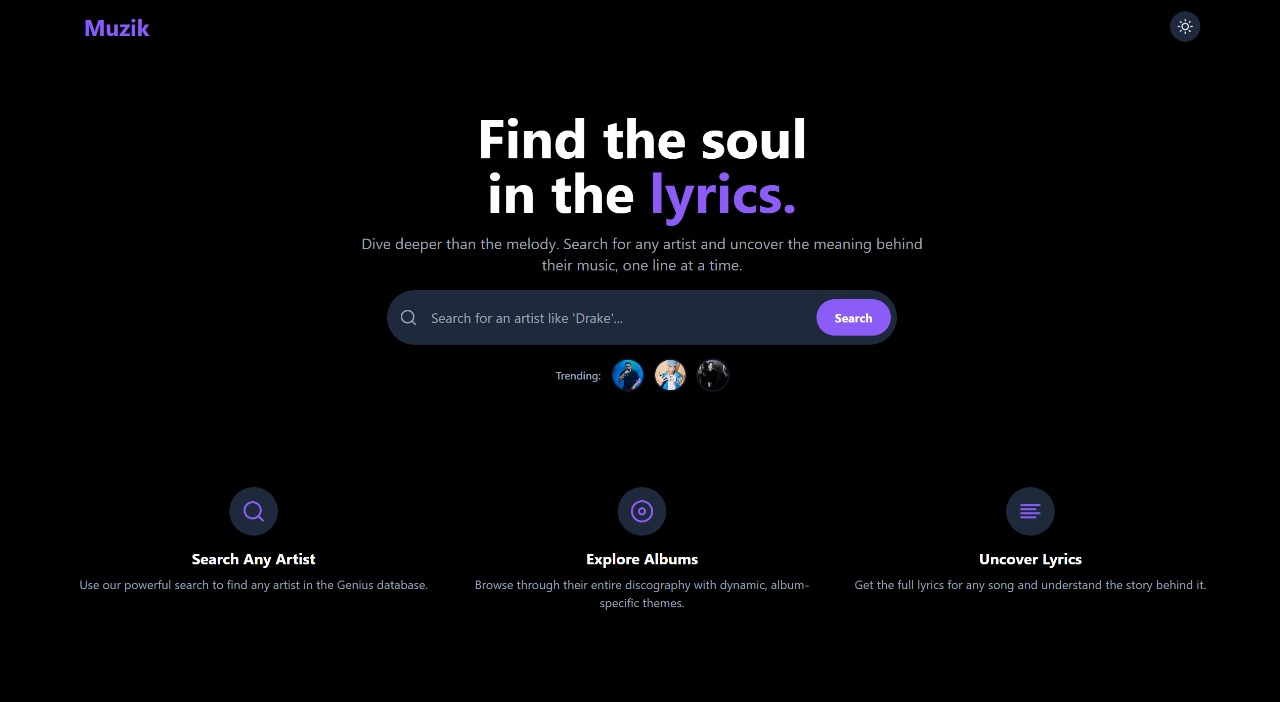 Muzik
Find the soul
in the lyrics.
Dive deeper than the melody. Search for any artist and uncover the meaning behind
their music, one line at a time.
Search for an artist like 'Drake'...
Search
Trending:
Search Any Artist
Use our powerful search to find any artist in the Genius database.
Explore Albums
Browse through their entire discography with dynamic, album-
specific themes.
Uncover Lyrics
Get the full lyrics for any song and understand the story behind it.